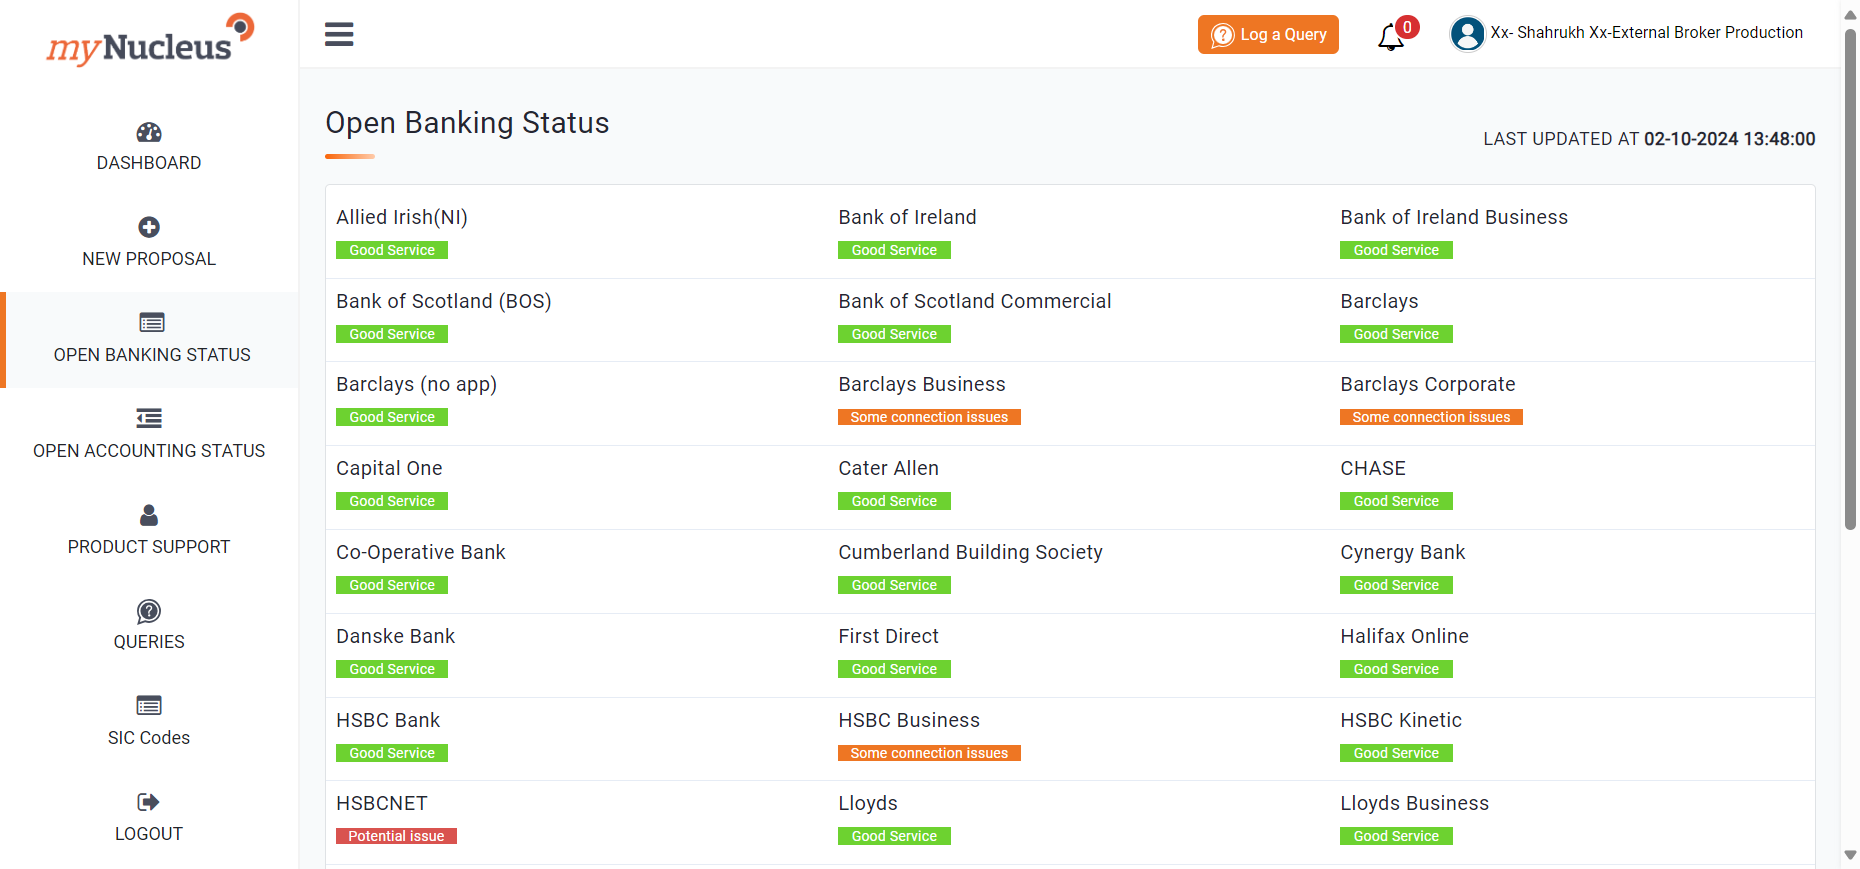 myNucleus
Log a Query
0
Xx- Shahrukh Xx-External Broker Production
DASHBOARD
NEW PROPOSAL
OPEN BANKING STATUS
OPEN ACCOUNTING STATUS
PRODUCT SUPPORT
QUERIES
SIC Codes
LOGOUT
Open Banking Status
LAST UPDATED AT 02-10-2024 13:48:00
Allied Irish(NI)
Good Service
Bank of Ireland
Good Service
Bank of Ireland Business
Good Service
Bank of Scotland (BOS)
Good Service
Bank of Scotland Commercial
Good Service
Barclays
Good Service
Barclays (no app)
Good Service
Barclays Business
Some connection issues
Barclays Corporate
Some connection issues
Capital One
Good Service
Cater Allen
Good Service
CHASE
Good Service
Co-Operative Bank
Good Service
Cumberland Building Society
Good Service
Cynergy Bank
Good Service
Danske Bank
Good Service
First Direct
Good Service
Halifax Online
Good Service
HSBC Bank
Good Service
HSBC Business
Some connection issues
HSBC Kinetic
Good Service
HSBCNET
Potential issue
Lloyds
Good Service
Lloyds Business
Good Service